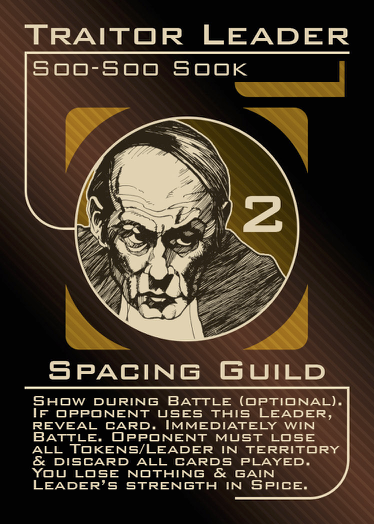 Traitor Leader
Soo-Soo Sook
2
Spacing Guild
Show during Battle (optional).
If opponent uses this Leader,
reveal card. Immediately win
Battle. Opponent must lose
all Tokens/Leader in territory
& discard all cards played.
You lose nothing & gain
Leader's strength in Spice.